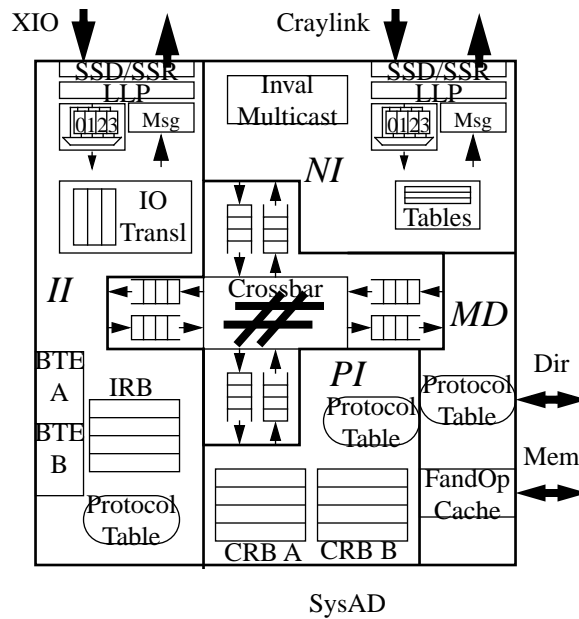 XIO
Craylink
SSD/SSR
SSD/SSR
LLP
LLP
0123
Msg
Inval
Multicast
0123
Msg
NI
IO
Transl
Tables
II
Crossbar
MD
BTE
A
IRB
PI
Protocol
Table
Protocol
Table
Dir
BTE
B
Mem
FandOp
Cache
Protocol
Table
CRB A
CRB B
SysAD